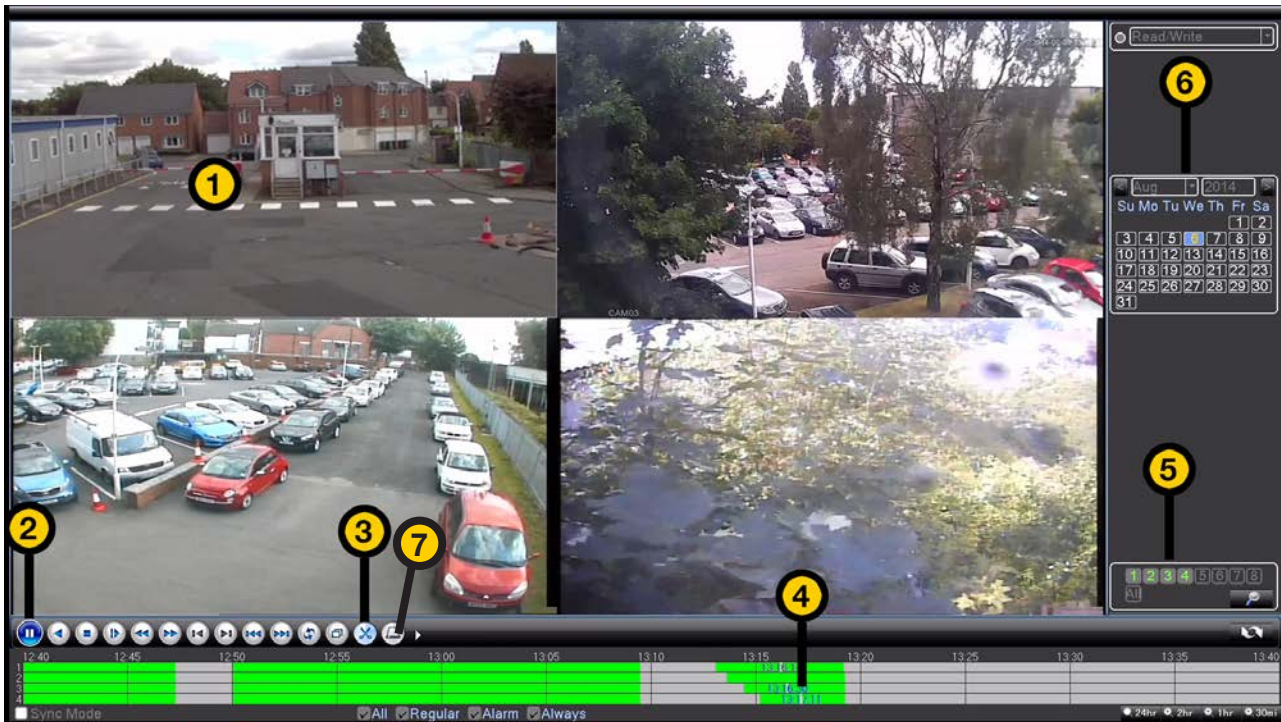 Read/Write
6
1
Aug 2014
Su Mo Tu We Th Fr Sa
1 2
3 4 5 6 7 8 9
10 11 12 13 14 15 16
17 18 19 20 21 22 23
24 25 26 27 28 29 30
31
CAM03
5
2
3
7
4
1 2 3 4 5 6 7 8
All
12:40 12:45 12:50 12:55 13:00 13:05 13:10 13:15 13:20 13:25 13:30 13:35 13:40
1
2
3
4
13:17:11
Sync Mode All Regular Alarm Always 24hr 2hr 1hr 30mi